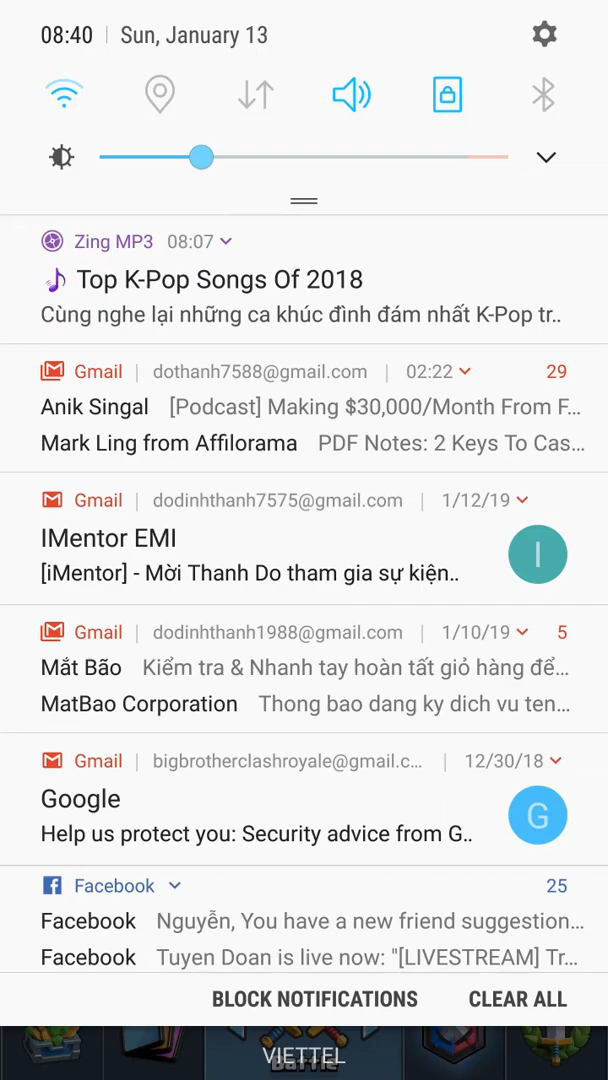 08:40 | Sun, January 13
Zing MP3 08:07
Top K-Pop Songs Of 2018
Cùng nghe lại những ca khúc đình đám nhất K-Pop tr..
Gmail | dothanh7588@gmail.com | 02:22 29
Anik Singal [Podcast] Making $30,000/Month From F...
Mark Ling from Affilorama PDF Notes: 2 Keys To Cas...
Gmail | dodinhthanh7575@gmail.com | 1/12/19
IMentor EMI
I
[iMentor] - Mời Thanh Do tham gia sự kiện..
Gmail | dodinhthanh1988@gmail.com | 1/10/19 5
Mắt Bão Kiểm tra & Nhanh tay hoàn tất giỏ hàng để...
MatBao Corporation Thong bao dang ky dich vu ten...
Gmail | bigbrotherclashroyale@gmail.c... | 12/30/18
Google
G
Help us protect you: Security advice from G..
Facebook 25
Facebook Nguyễn, You have a new friend suggestion...
Facebook Tuyen Doan is live now: "[LIVESTREAM] Tr...
BLOCK NOTIFICATIONS CLEAR ALL
VIETTEL
Battle